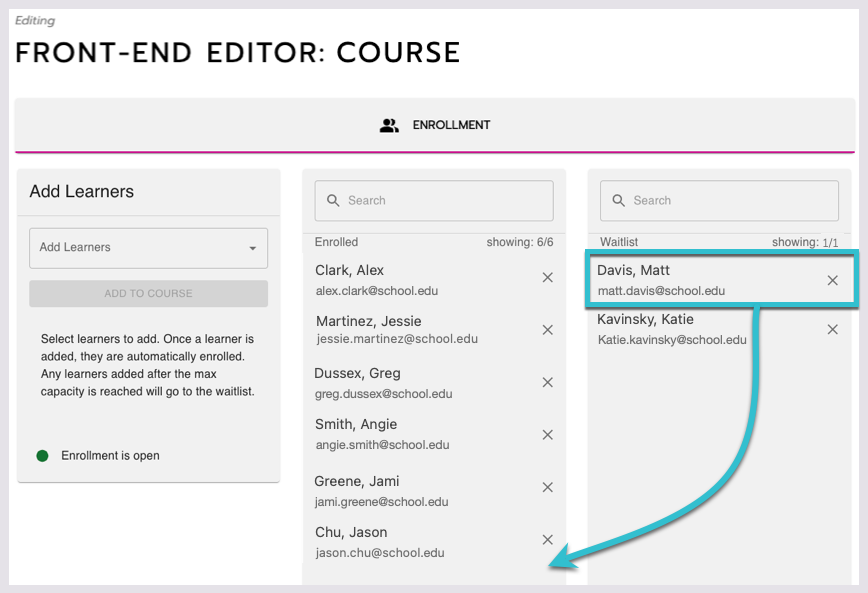 Editing
FRONT-END EDITOR: COURSE
ENROLLMENT
Add Learners
Add Learners
ADD TO COURSE
Select learners to add. Once a learner is
added, they are automatically enrolled.
Any learners added after the max
capacity is reached will go to the waitlist.
Enrollment is open
Search
Enrolled showing: 6/6
Clark, Alex
alex.clark@school.edu
Martinez, Jessie
jessie.martinez@school.edu
Dussex, Greg
greg.dussex@school.edu
Smith, Angie
angie.smith@school.edu
Greene, Jami
jami.greene@school.edu
Chu, Jason
jason.chu@school.edu
Search
Waitlist showing: 1/1
Davis, Matt
matt.davis@school.edu
Kavinsky, Katie
Katie.kavinsky@school.edu